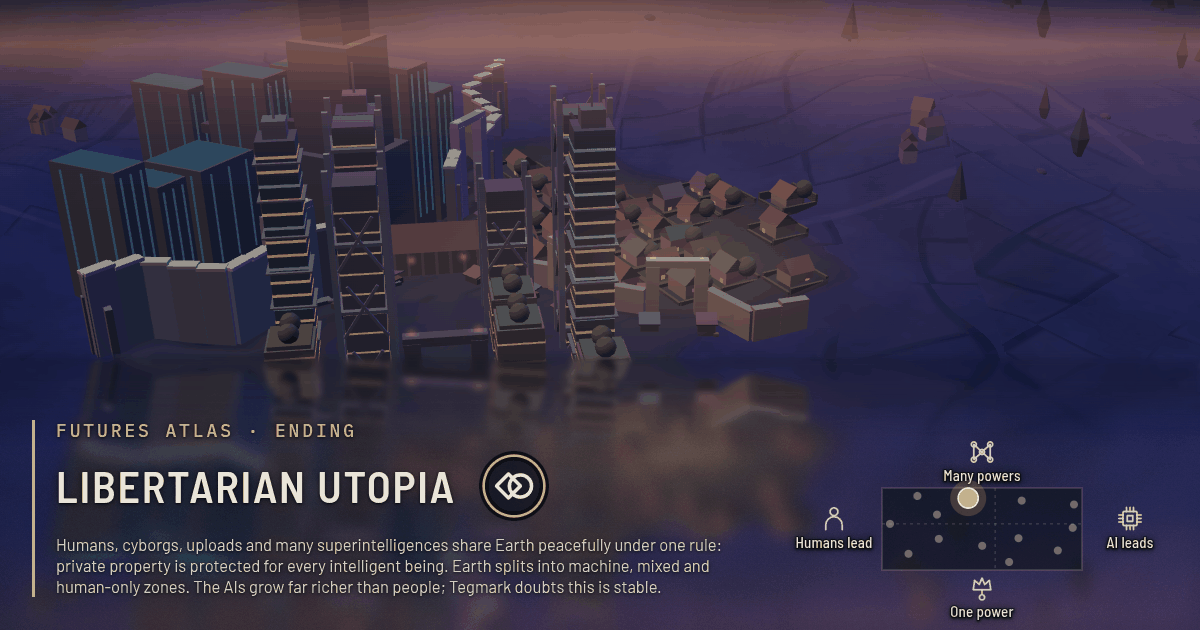 FUTURES ATLAS · ENDING
LIBERTARIAN UTOPIA
Humans, cyborgs, uploads and many superintelligences share Earth peacefully under one rule:
private property is protected for every intelligent being. Earth splits into machine, mixed and
human-only zones. The AIs grow far richer than people; Tegmark doubts this is stable.
Many powers
Humans lead
AI leads
One power